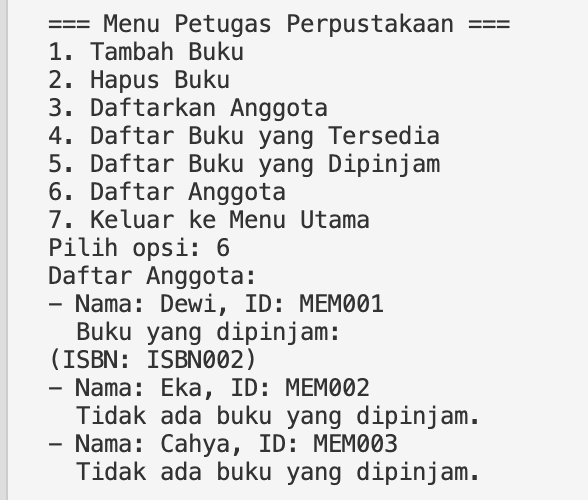 === Menu Petugas Perpustakaan ===
1. Tambah Buku
2. Hapus Buku
3. Daftarkan Anggota
4. Daftar Buku yang Tersedia
5. Daftar Buku yang Dipinjam
6. Daftar Anggota
7. Keluar ke Menu Utama
Pilih opsi: 6
Daftar Anggota:
- Nama: Dewi, ID: MEM001
  Buku yang dipinjam:
(ISBN: ISBN002)
- Nama: Eka, ID: MEM002
  Tidak ada buku yang dipinjam.
- Nama: Cahya, ID: MEM003
  Tidak ada buku yang dipinjam.